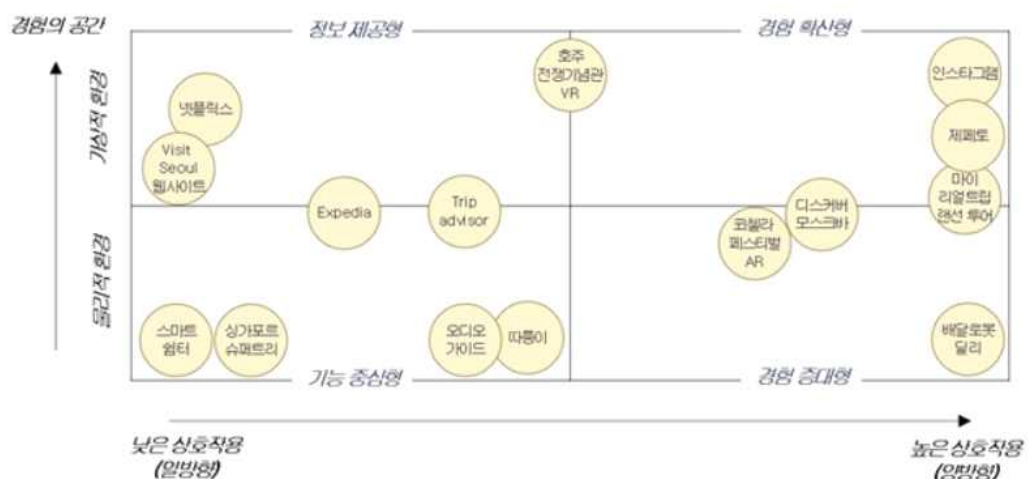 경험의 공간
정보 제공형
경험 확산형
가상적 환경
물리적 환경
호주
전쟁기념관
VR
인스타그램
넷플릭스
제페토
Visit
Seoul
웹사이트
마이
리얼트립
랜선 투어
Expedia
Trip
advisor
디스커버
모스크바
코첼라
페스티벌
AR
스마트
쉼터
싱가포르
슈퍼트리
오디오
가이드
따릉이
배달로봇
딜리
기능 중심형
경험 증대형
낮은 상호작용
(일방향)
높은 상호작용
(양방향)